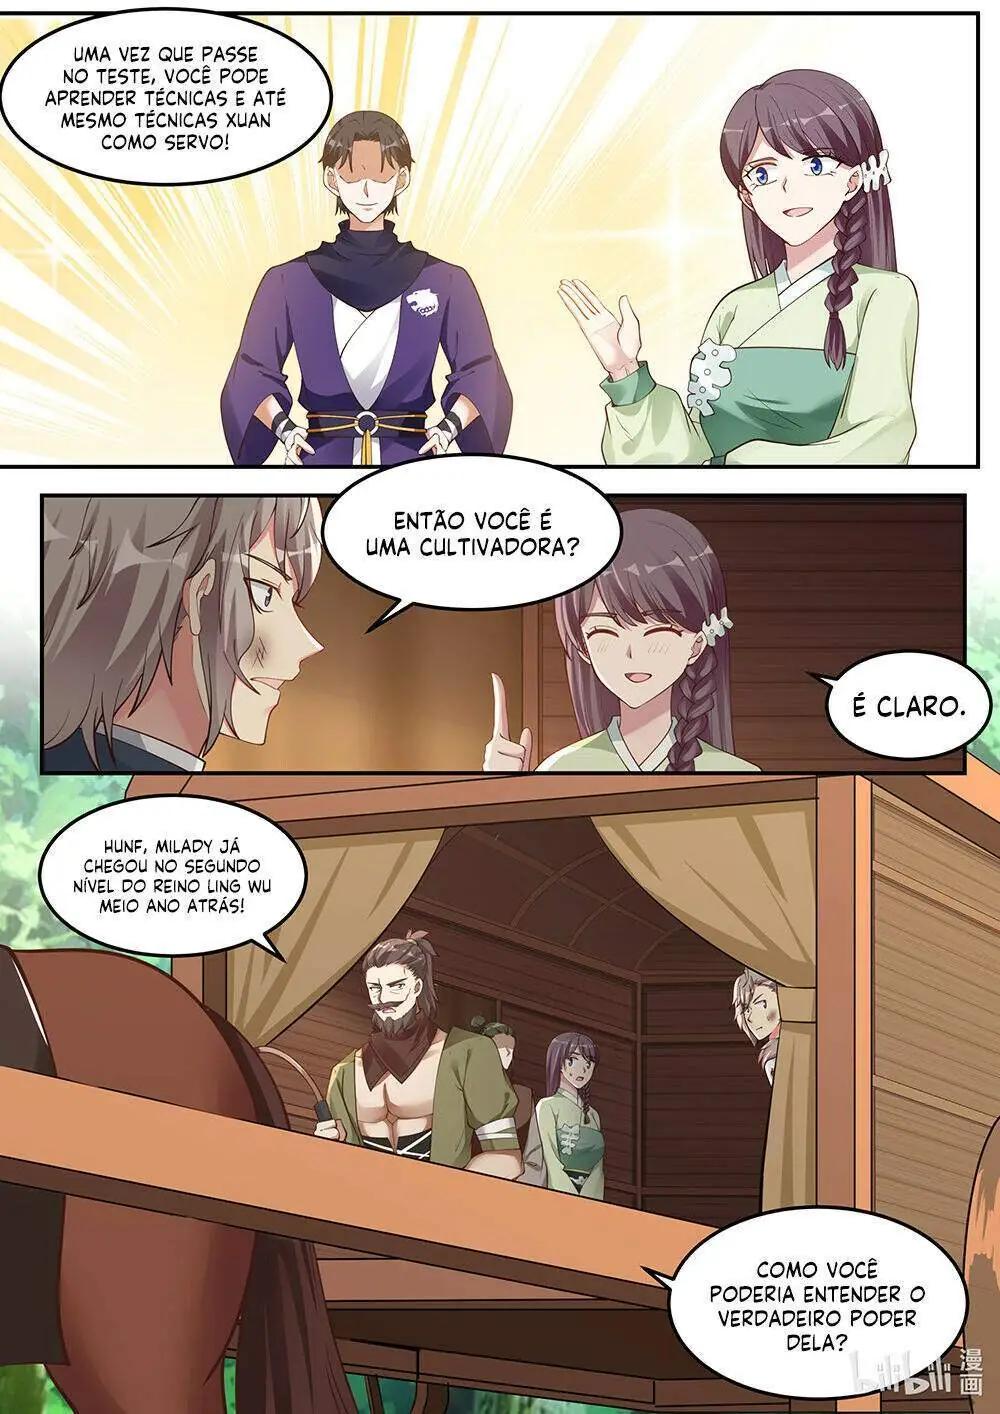 UMA VEZ QUE PASSE
NO TESTE, VOCÊ PODE
APRENDER TÉCNICAS E ATÉ
MESMO TÉCNICAS XUAN
COMO SERVO!
ENTÃO VOCÊ É
UMA CULTIVADORA?
É CLARO.
HUNF, MILADY JÁ
CHEGOU NO SEGUNDO
NÍVEL DO REINO LING WU
MEIO ANO ATRÁS!
COMO VOCÊ
PODERIA ENTENDER O
VERDADEIRO PODER
DELA?
bilibili 漫画